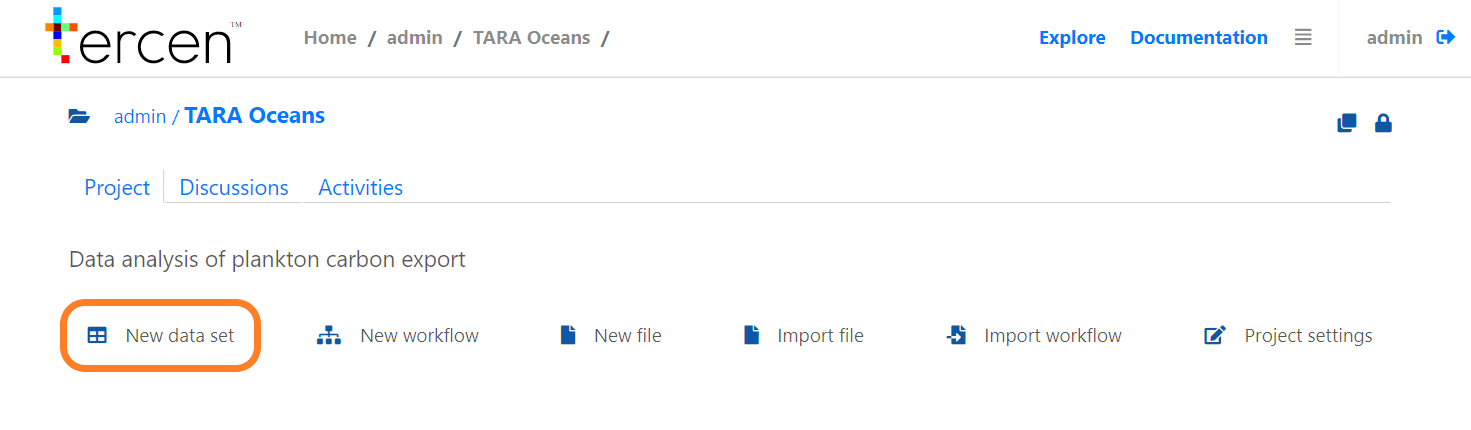 tercen™ Home / admin / TARA Oceans / Explore Documentation admin
admin / TARA Oceans
Project Discussions Activities
Data analysis of plankton carbon export
New data set New workflow New file Import file Import workflow Project settings